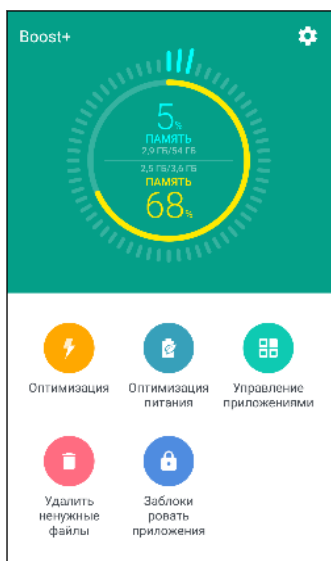 Boost+
5%
ПАМЯТЬ
2,9 ГБ/54 ГБ
2,5 ГБ/3,6 ГБ
ПАМЯТЬ
68%
Оптимизация
Оптимизация
питания
Управление
приложениями
Удалить
ненужные
файлы
Заблоки
ровать
приложения